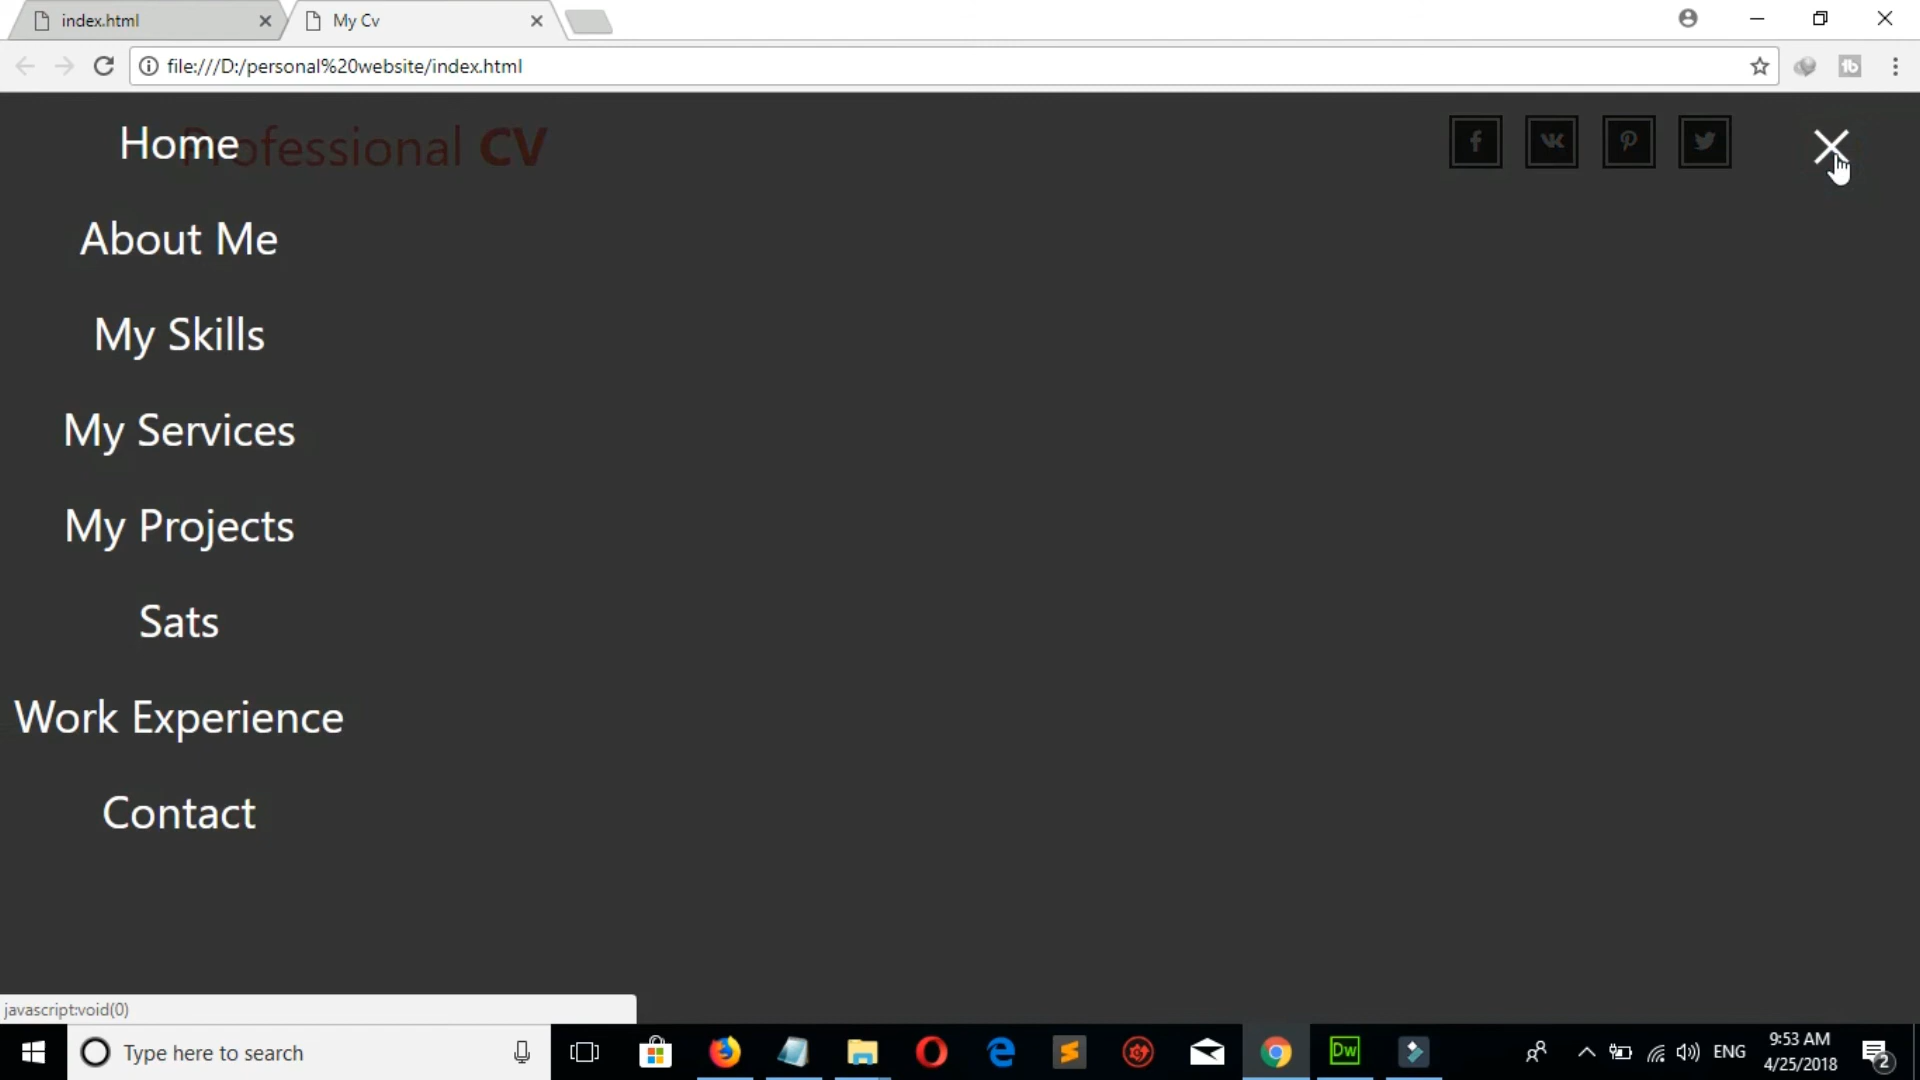 index.html
My Cv
file:///D:/personal%20website/index.html
Home
Professional CV
About Me
My Skills
My Services
My Projects
Sats
Work Experience
Contact
javascript:void(0)
Type here to search
Dw
ENG
9:53 AM
4/25/2018
2